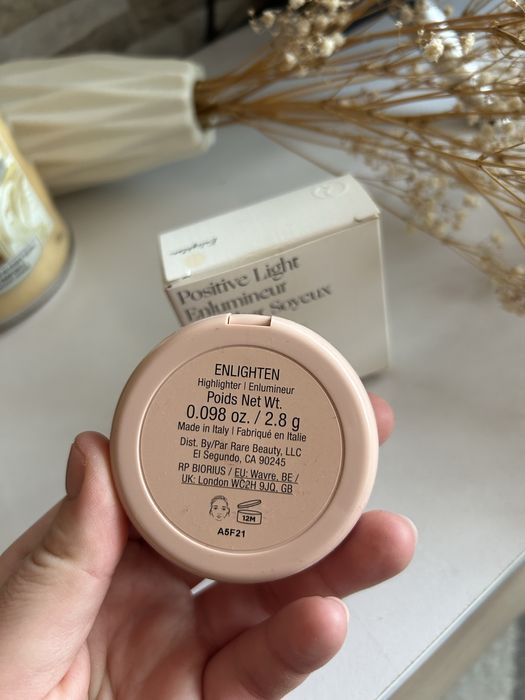 Enlighten
Positive Light
Enlumineur
Soyeux
ENLIGHTEN
Highlighter | Enlumineur
Poids Net Wt.
0.098 oz. / 2.8 g
Made in Italy | Fabriqué en Italie
Dist. By/Par Rare Beauty, LLC
El Segundo, CA 90245
RP BIORIUS / EU: Wavre, BE /
UK: London WC2H 9JQ, GB
12M
A5F21